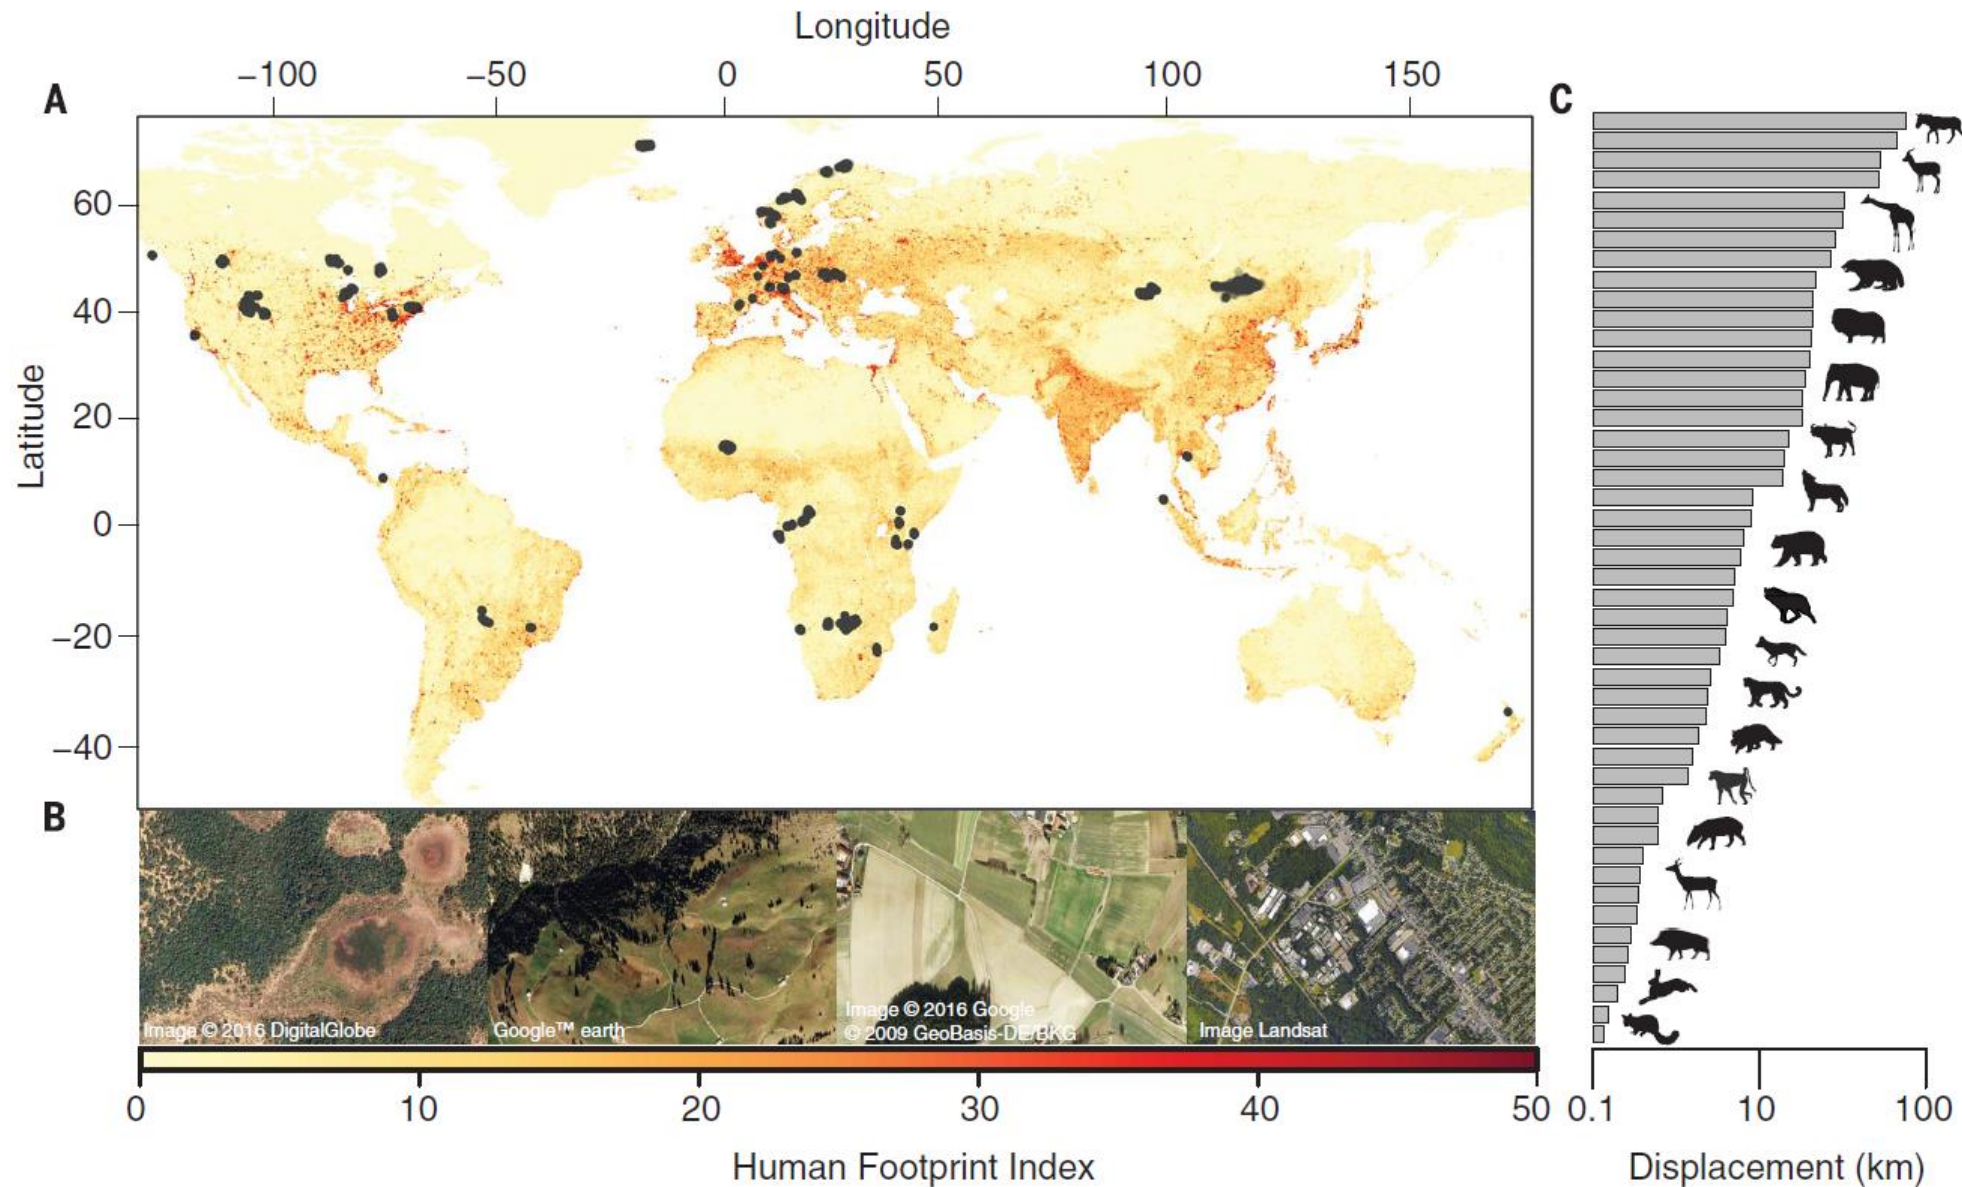 Longitude
−100 −50 0 50 100 150
A
C
60
40
20
0
−20
−40
Latitude
B
Image © 2016 DigitalGlobe
Google™ earth
Image © 2016 Google
© 2009 GeoBasis-DE/BKG
Image Landsat
0 10 20 30 40 50
Human Footprint Index
0.1 10 100
Displacement (km)